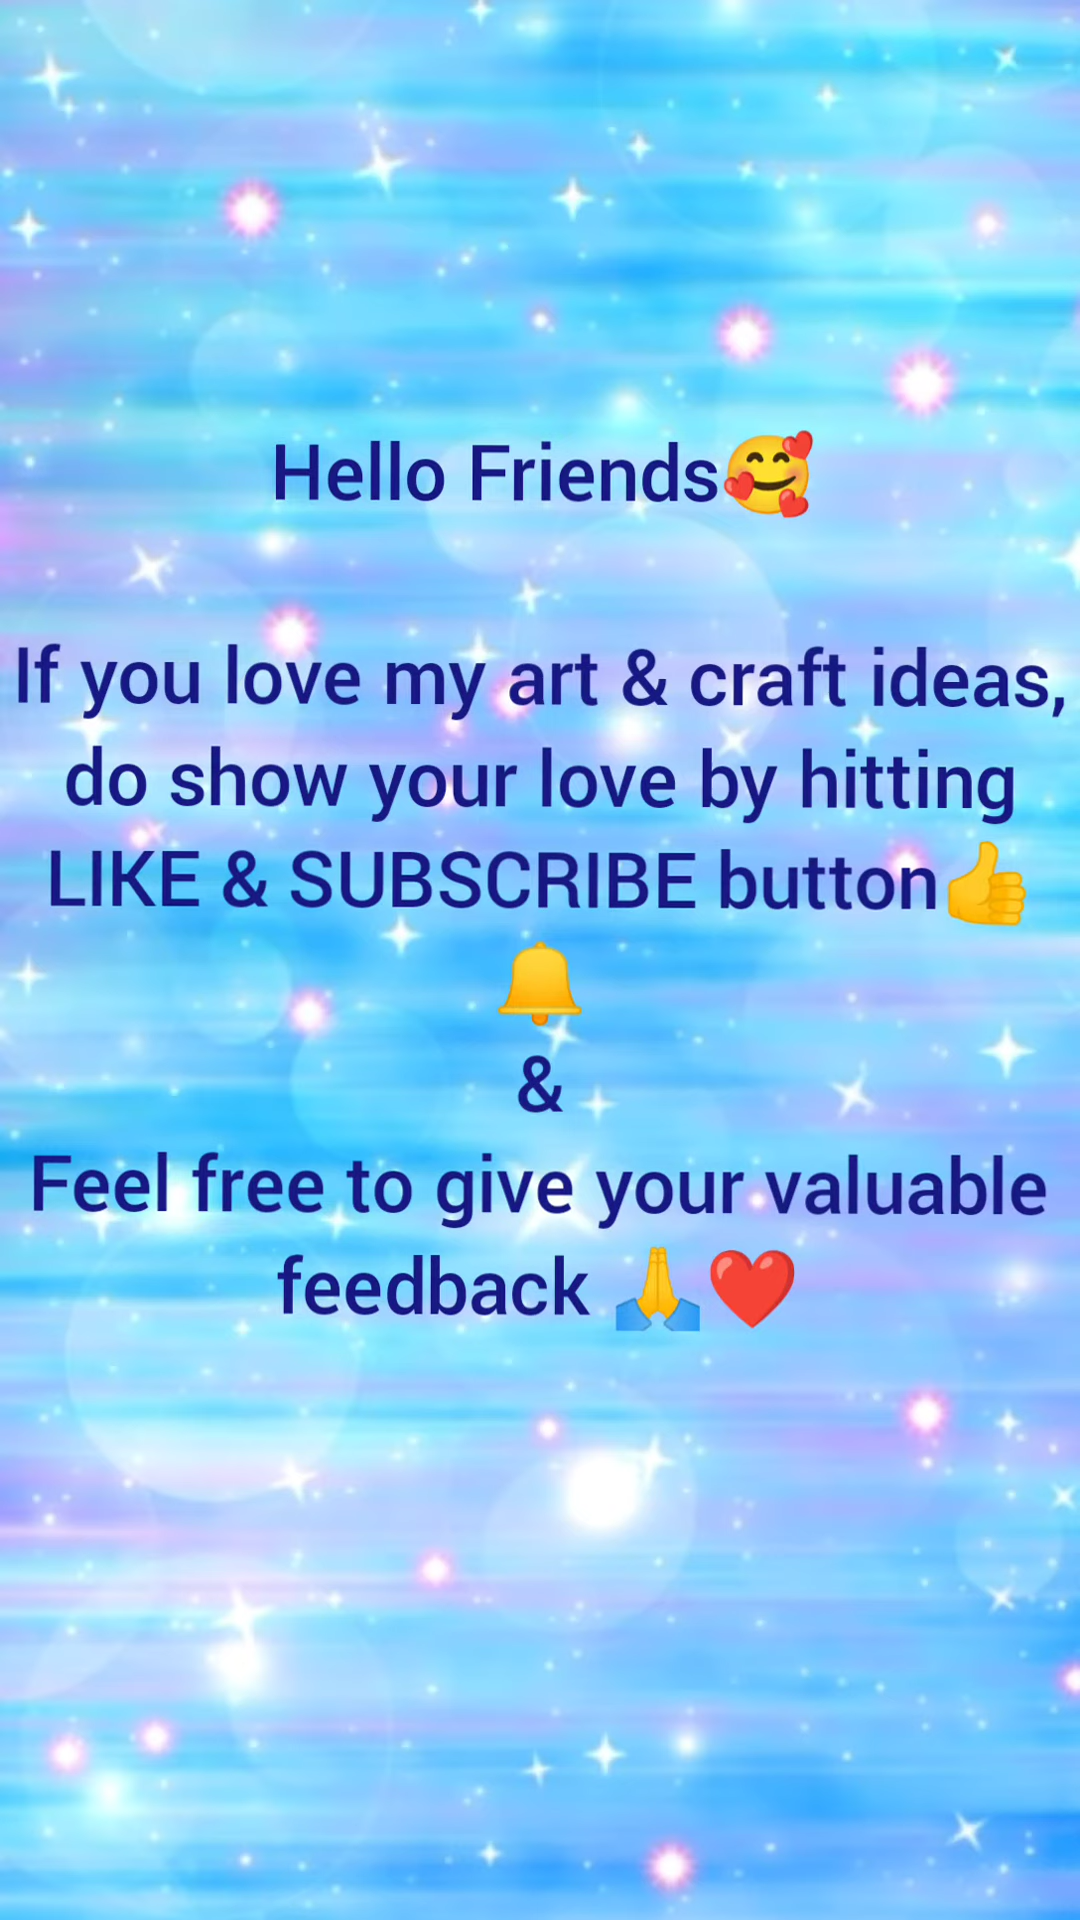 Hello Friends🥰
If you love my art & craft ideas,
do show your love by hitting
LIKE & SUBSCRIBE button👍
🔔
&
Feel free to give your valuable
feedback 🙏❤️